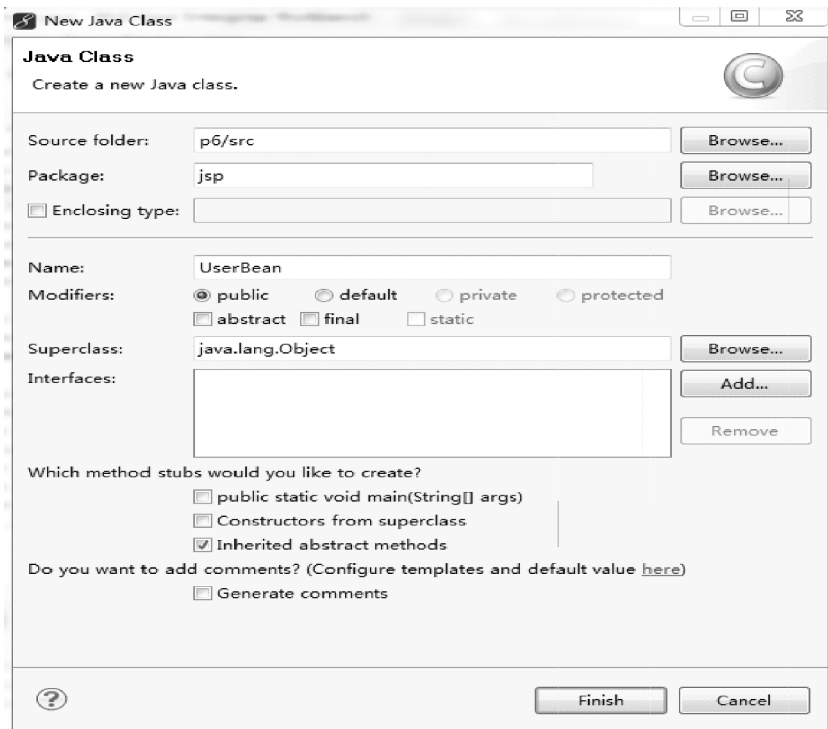 New Java Class
Java Class
Create a new Java class.
C
Source folder: p6/src Browse...
Package: jsp Browse...
Enclosing type: Browse...
Name: UserBean
Modifiers: public default private protected
abstract final static
Superclass: java.lang.Object Browse...
Interfaces: Add...
Remove
Which method stubs would you like to create?
public static void main(String[] args)
Constructors from superclass
Inherited abstract methods
Do you want to add comments? (Configure templates and default value here)
Generate comments
? Finish Cancel